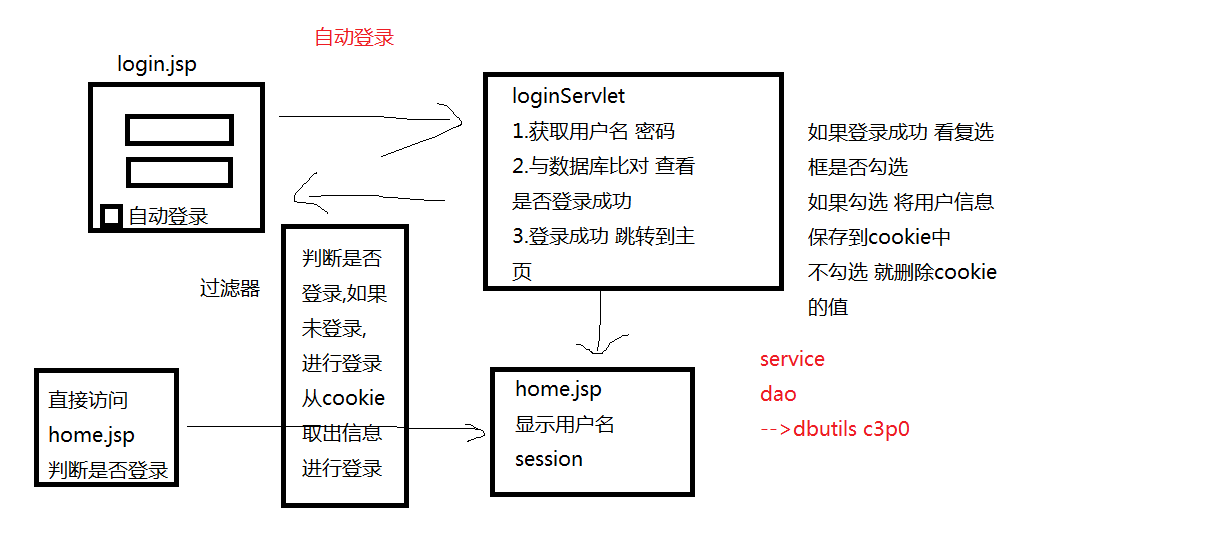 自动登录
login.jsp
自动登录
loginServlet
1.获取用户名 密码
2.与数据库比对 查看
是否登录成功
3.登录成功 跳转到主
页
如果登录成功 看复选
框是否勾选
如果勾选 将用户信息
保存到cookie中
不勾选 就删除cookie
的值
过滤器
判断是否
登录,如果
未登录,
进行登录
从cookie
取出信息
进行登录
直接访问
home.jsp
判断是否登录
home.jsp
显示用户名
session
service
dao
-->dbutils c3p0